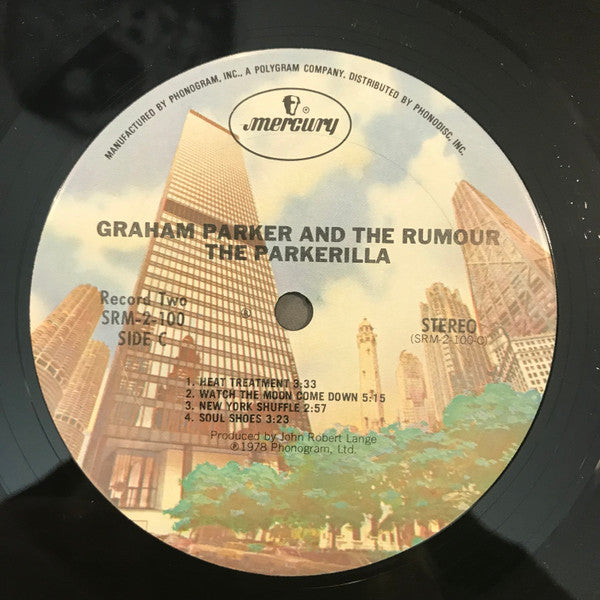 MANUFACTURED BY PHONOGRAM, INC., A POLYGRAM COMPANY. DISTRIBUTED BY PHONODISC, INC.
®
mercury
GRAHAM PARKER AND THE RUMOUR
THE PARKERILLA
Record Two
SRM-2-100
SIDE C
STEREO
(SRM-2-100-C)
1. HEAT TREATMENT 3:33
2. WATCH THE MOON COME DOWN 5:15
3. NEW YORK SHUFFLE 2:57
4. SOUL SHOES 3:23
Produced by John Robert Lange
℗1978 Phonogram, Ltd.